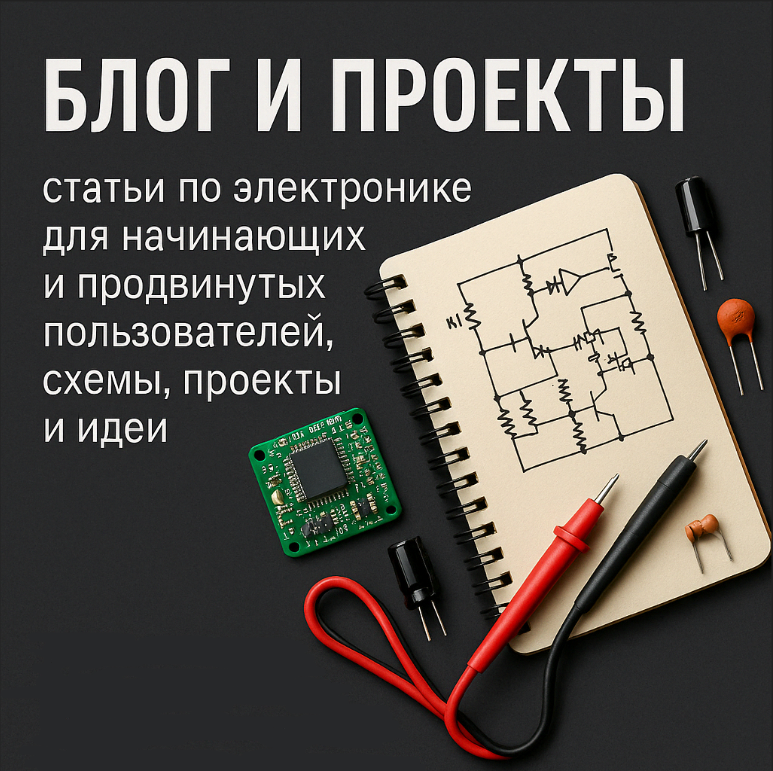 БЛОГ И ПРОЕКТЫ
статьи по электронике
для начинающих
и продвинутых
пользователей,
схемы, проекты
и идеи